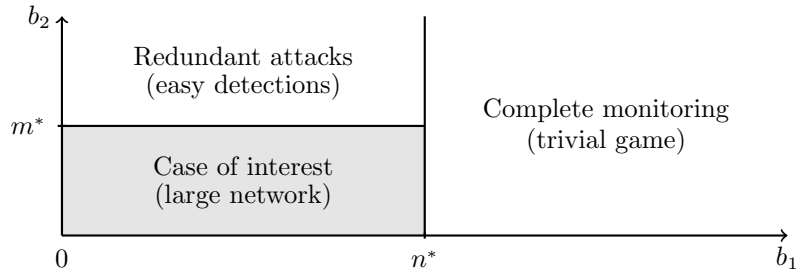 b₂
Redundant attacks
(easy detections)
Complete monitoring
(trivial game)
m*
Case of interest
(large network)
0
n*
b₁